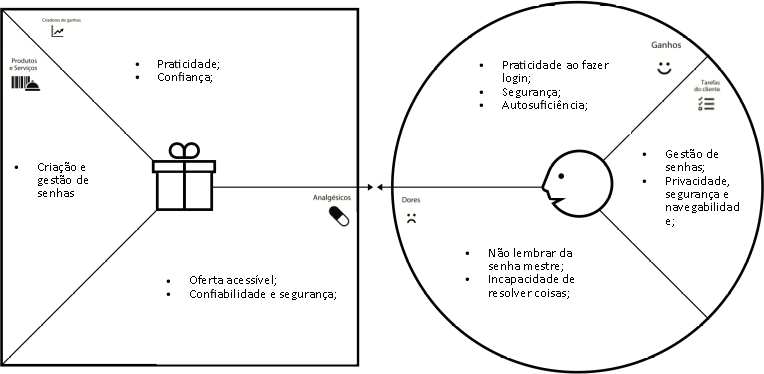 Criadores de ganhos
Produtos
e Serviços
• Praticidade;
• Confiança;
• Criação e
gestão de
senhas
Analgésicos
• Oferta acessível;
• Confiabilidade e segurança;
Ganhos
• Praticidade ao fazer
login;
• Segurança;
• Autosuficiência;
Tarefas
do cliente
• Gestão de
senhas;
• Privacidade,
segurança e
navegabilidad
e;
Dores
• Não lembrar da
senha mestre;
• Incapacidade de
resolver coisas;